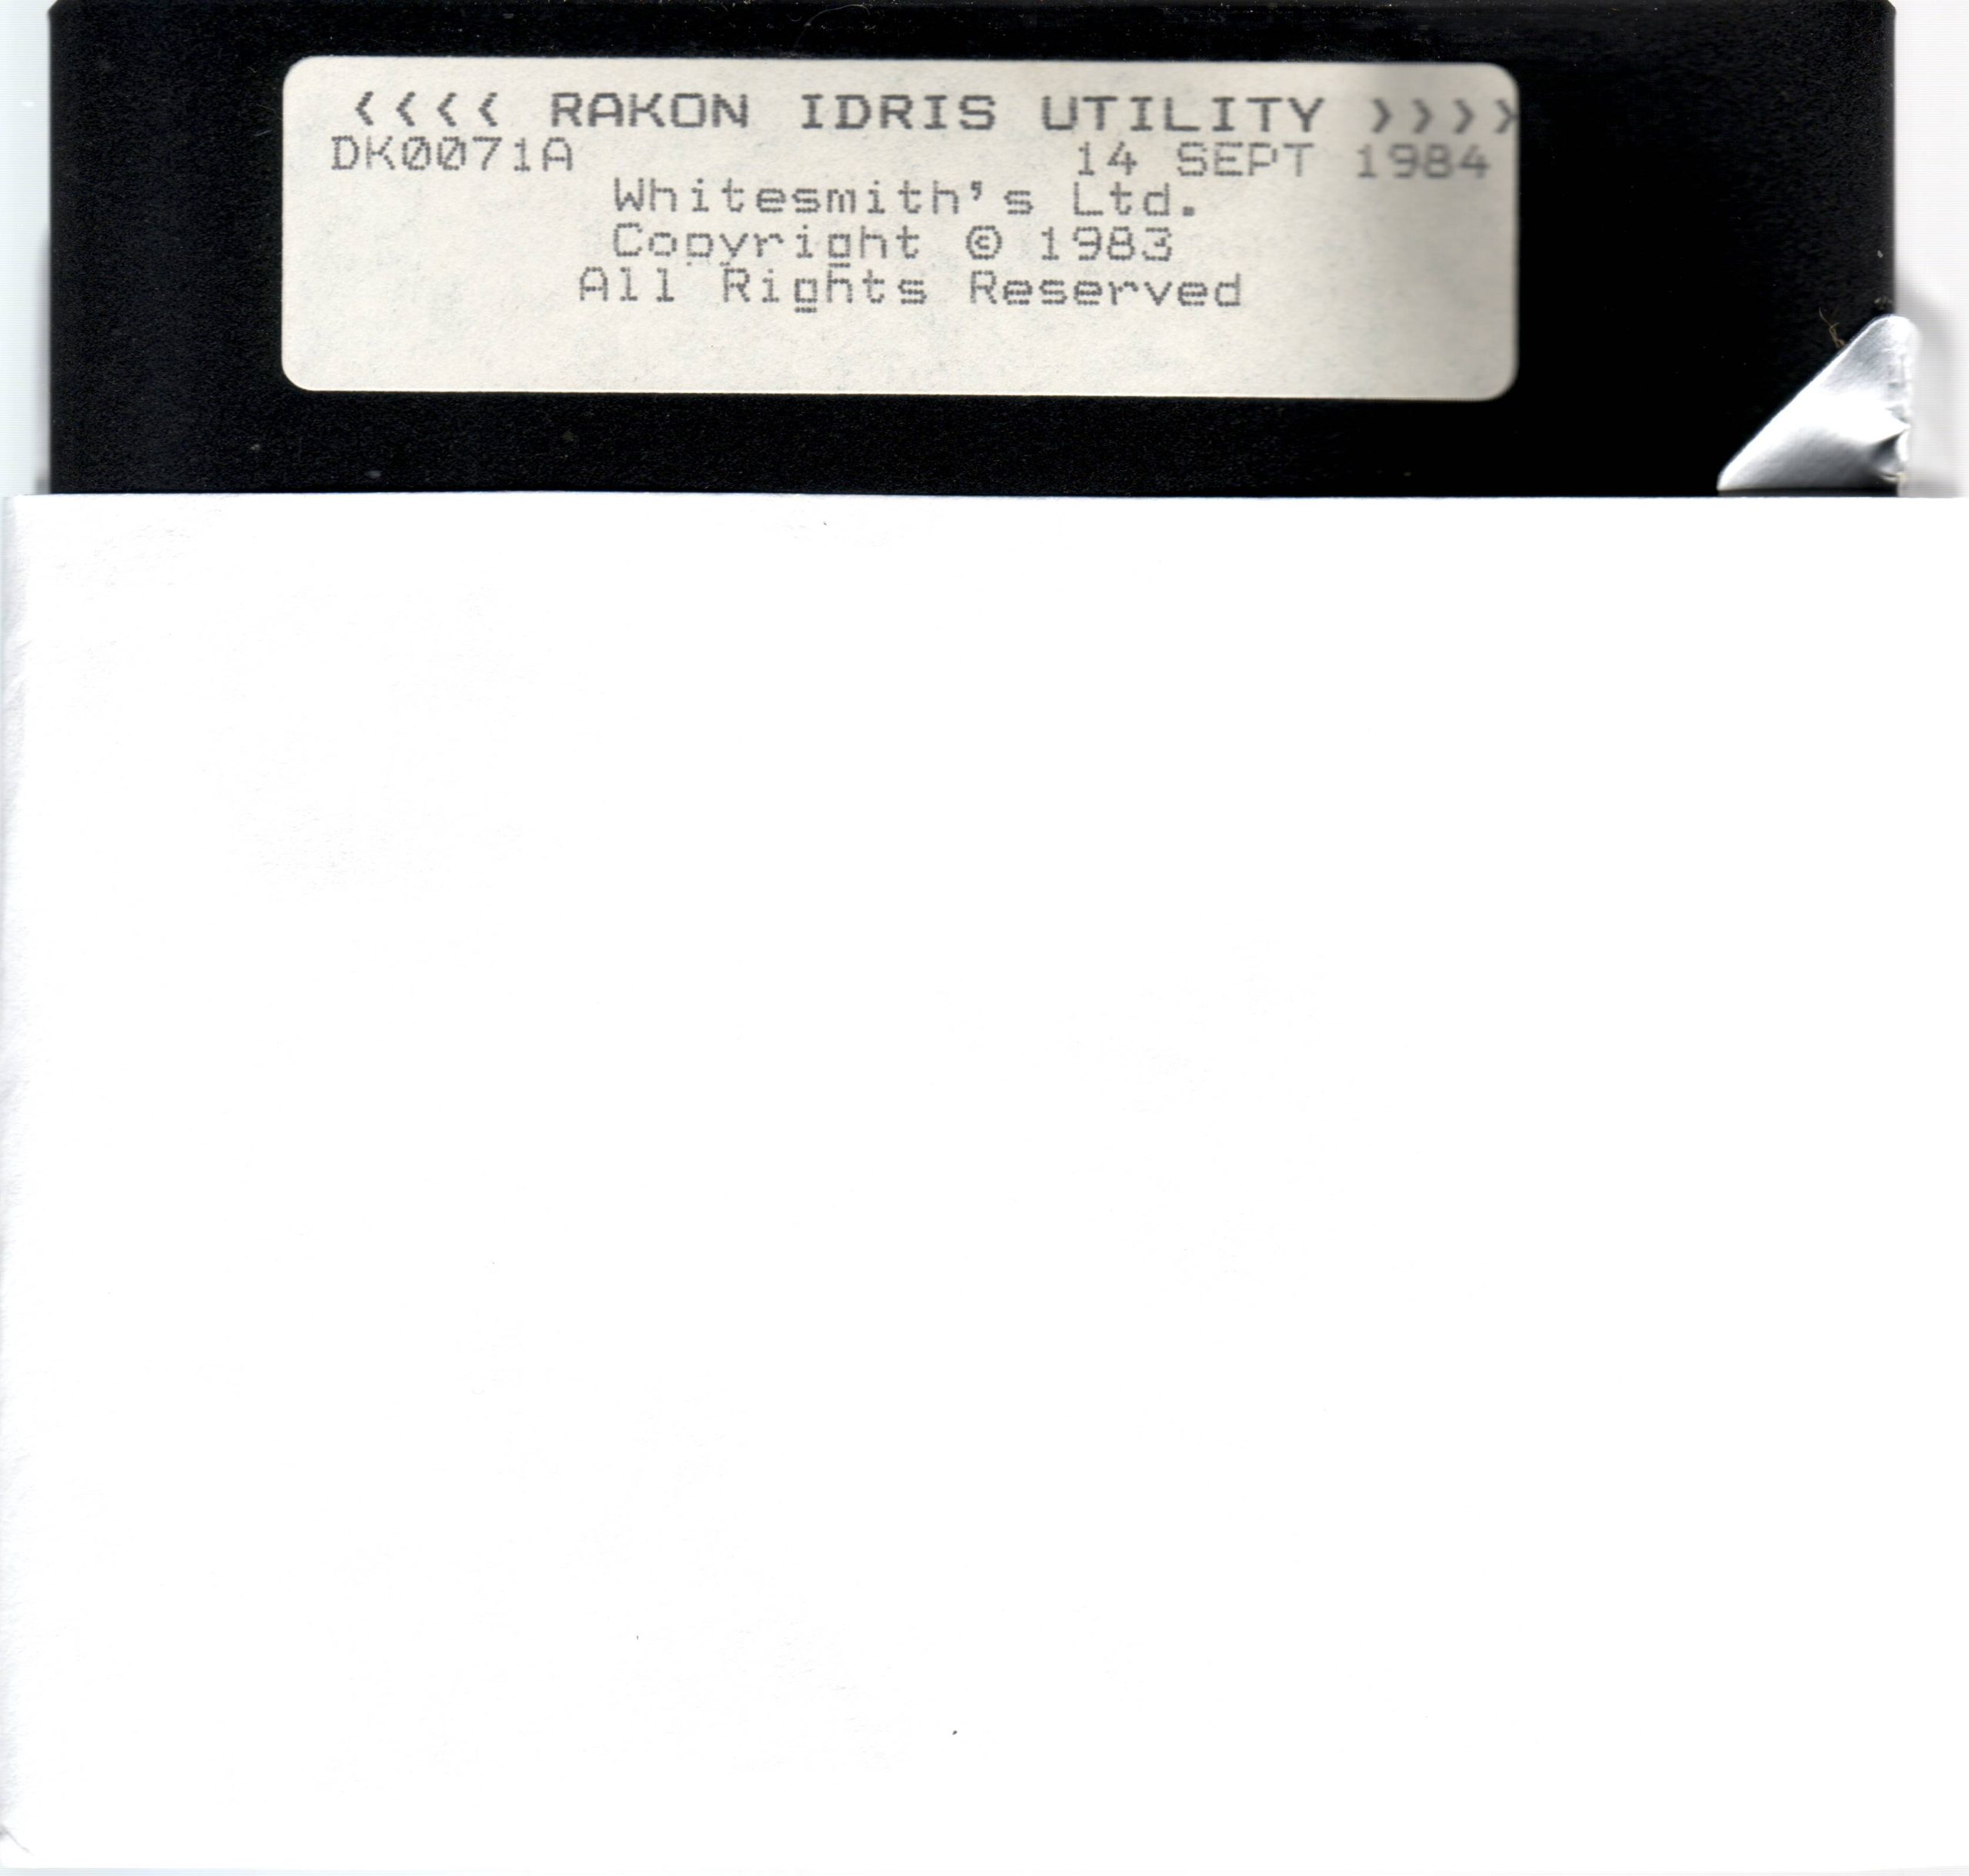 <<<< RAKON IDRIS UTILITY >>>>
DK0071A 14 SEPT 1984
Whitesmith's Ltd.
Copyright © 1983
All Rights Reserved